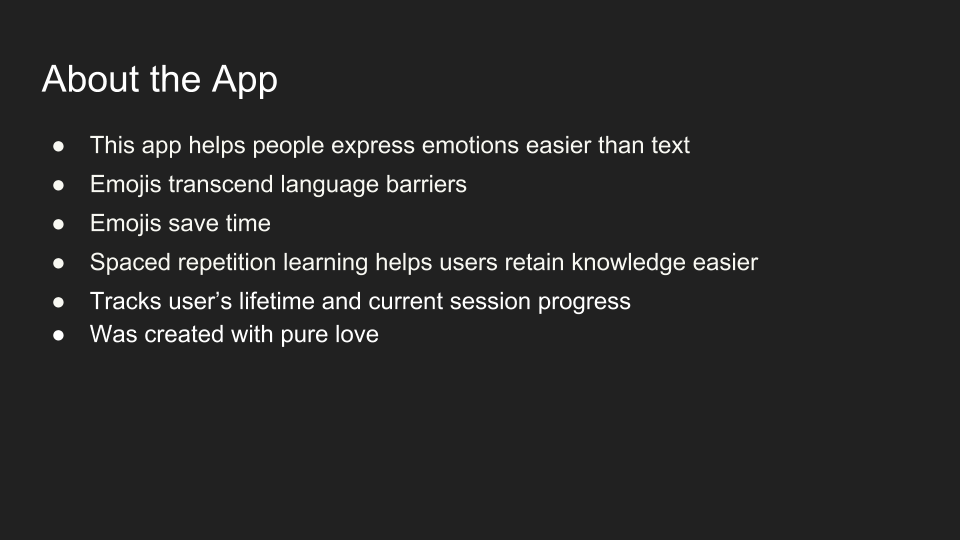 About the App
● This app helps people express emotions easier than text
● Emojis transcend language barriers
● Emojis save time
● Spaced repetition learning helps users retain knowledge easier
● Tracks user’s lifetime and current session progress
● Was created with pure love